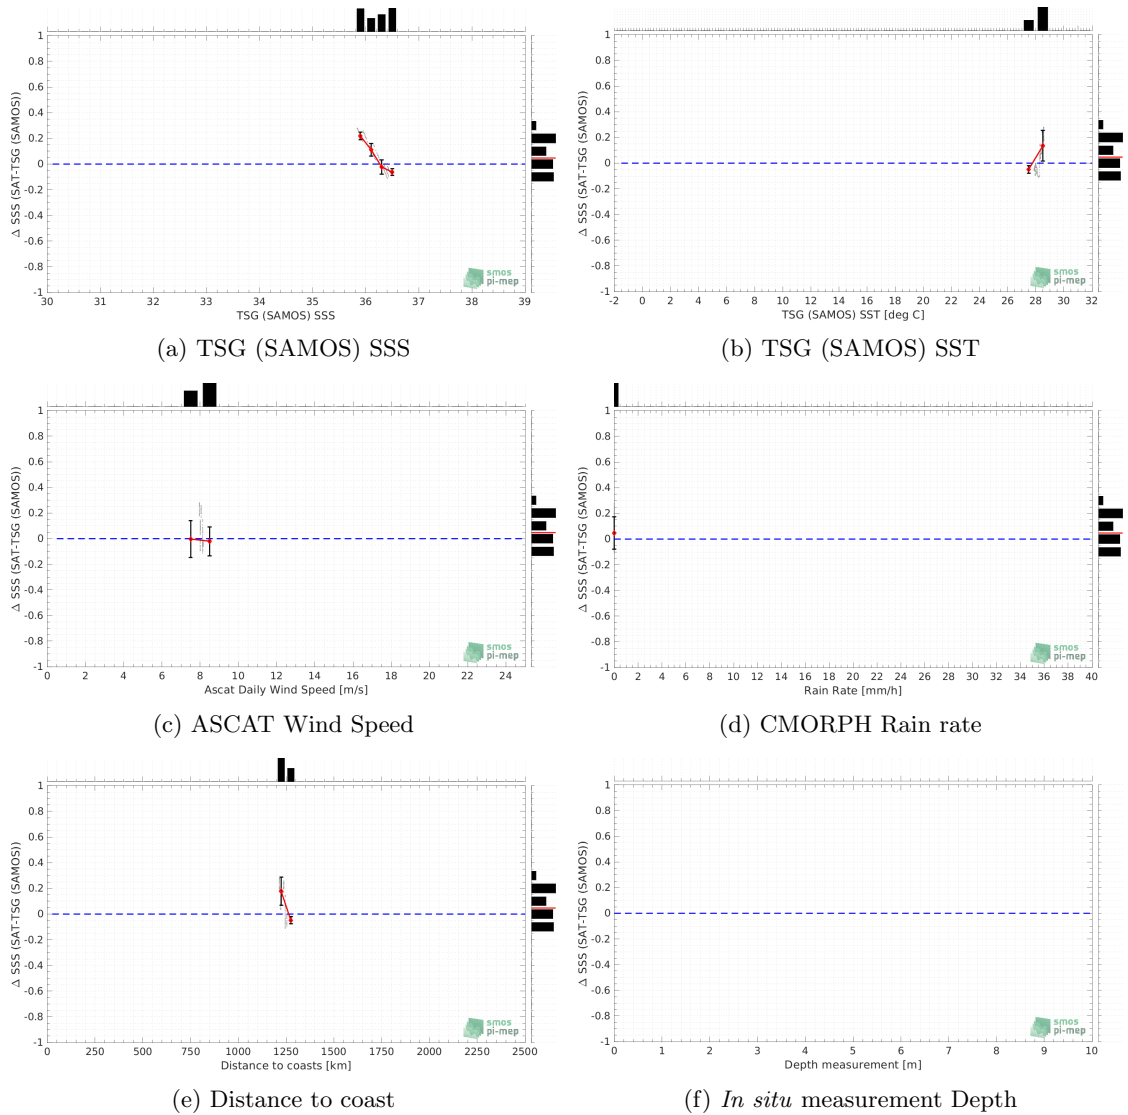 1
0.8
0.6
0.4
0.2
0
-0.2
-0.4
-0.6
-0.8
-1
Δ SSS (SAT-TSG (SAMOS))
30 31 32 33 34 35 36 37 38 39
TSG (SAMOS) SSS
smos
pi-mep
(a) TSG (SAMOS) SSS
1
0.8
0.6
0.4
0.2
0
-0.2
-0.4
-0.6
-0.8
-1
Δ SSS (SAT-TSG (SAMOS))
-2 0 2 4 6 8 10 12 14 16 18 20 22 24 26 28 30 32
TSG (SAMOS) SST [deg C]
smos
pi-mep
(b) TSG (SAMOS) SST
1
0.8
0.6
0.4
0.2
0
-0.2
-0.4
-0.6
-0.8
-1
Δ SSS (SAT-TSG (SAMOS))
0 2 4 6 8 10 12 14 16 18 20 22 24
Ascat Daily Wind Speed [m/s]
smos
pi-mep
(c) ASCAT Wind Speed
1
0.8
0.6
0.4
0.2
0
-0.2
-0.4
-0.6
-0.8
-1
Δ SSS (SAT-TSG (SAMOS))
0 2 4 6 8 10 12 14 16 18 20 22 24 26 28 30 32 34 36 38 40
Rain Rate [mm/h]
smos
pi-mep
(d) CMORPH Rain rate
1
0.8
0.6
0.4
0.2
0
-0.2
-0.4
-0.6
-0.8
-1
Δ SSS (SAT-TSG (SAMOS))
0 250 500 750 1000 1250 1500 1750 2000 2250 2500
Distance to coasts [km]
smos
pi-mep
(e) Distance to coast
1
0.8
0.6
0.4
0.2
0
-0.2
-0.4
-0.6
-0.8
-1
Δ SSS (SAT-TSG (SAMOS))
0 1 2 3 4 5 6 7 8 9 10
Depth measurement [m]
smos
pi-mep
(f) In situ measurement Depth